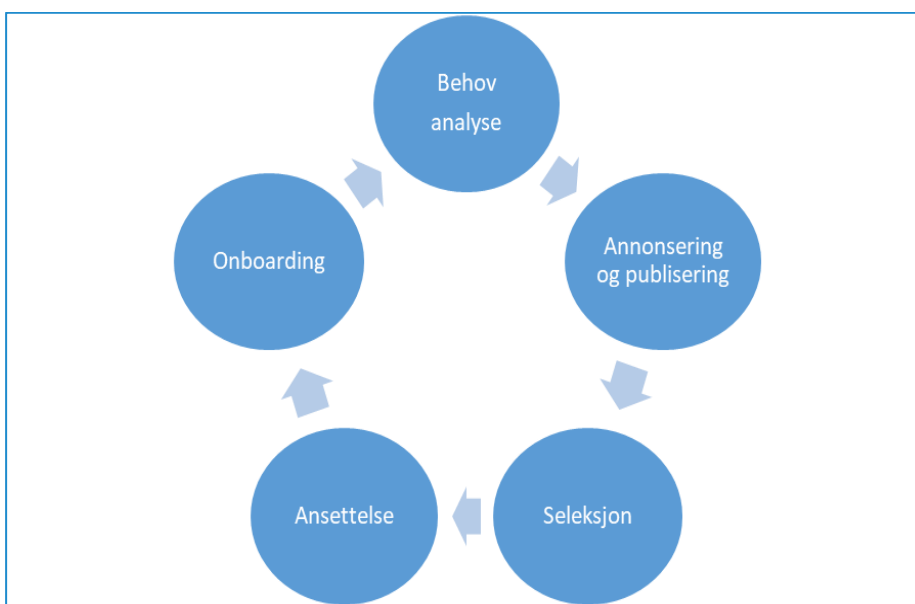 Behov
analyse
Annonsering
og publisering
Seleksjon
Ansettelse
Onboarding